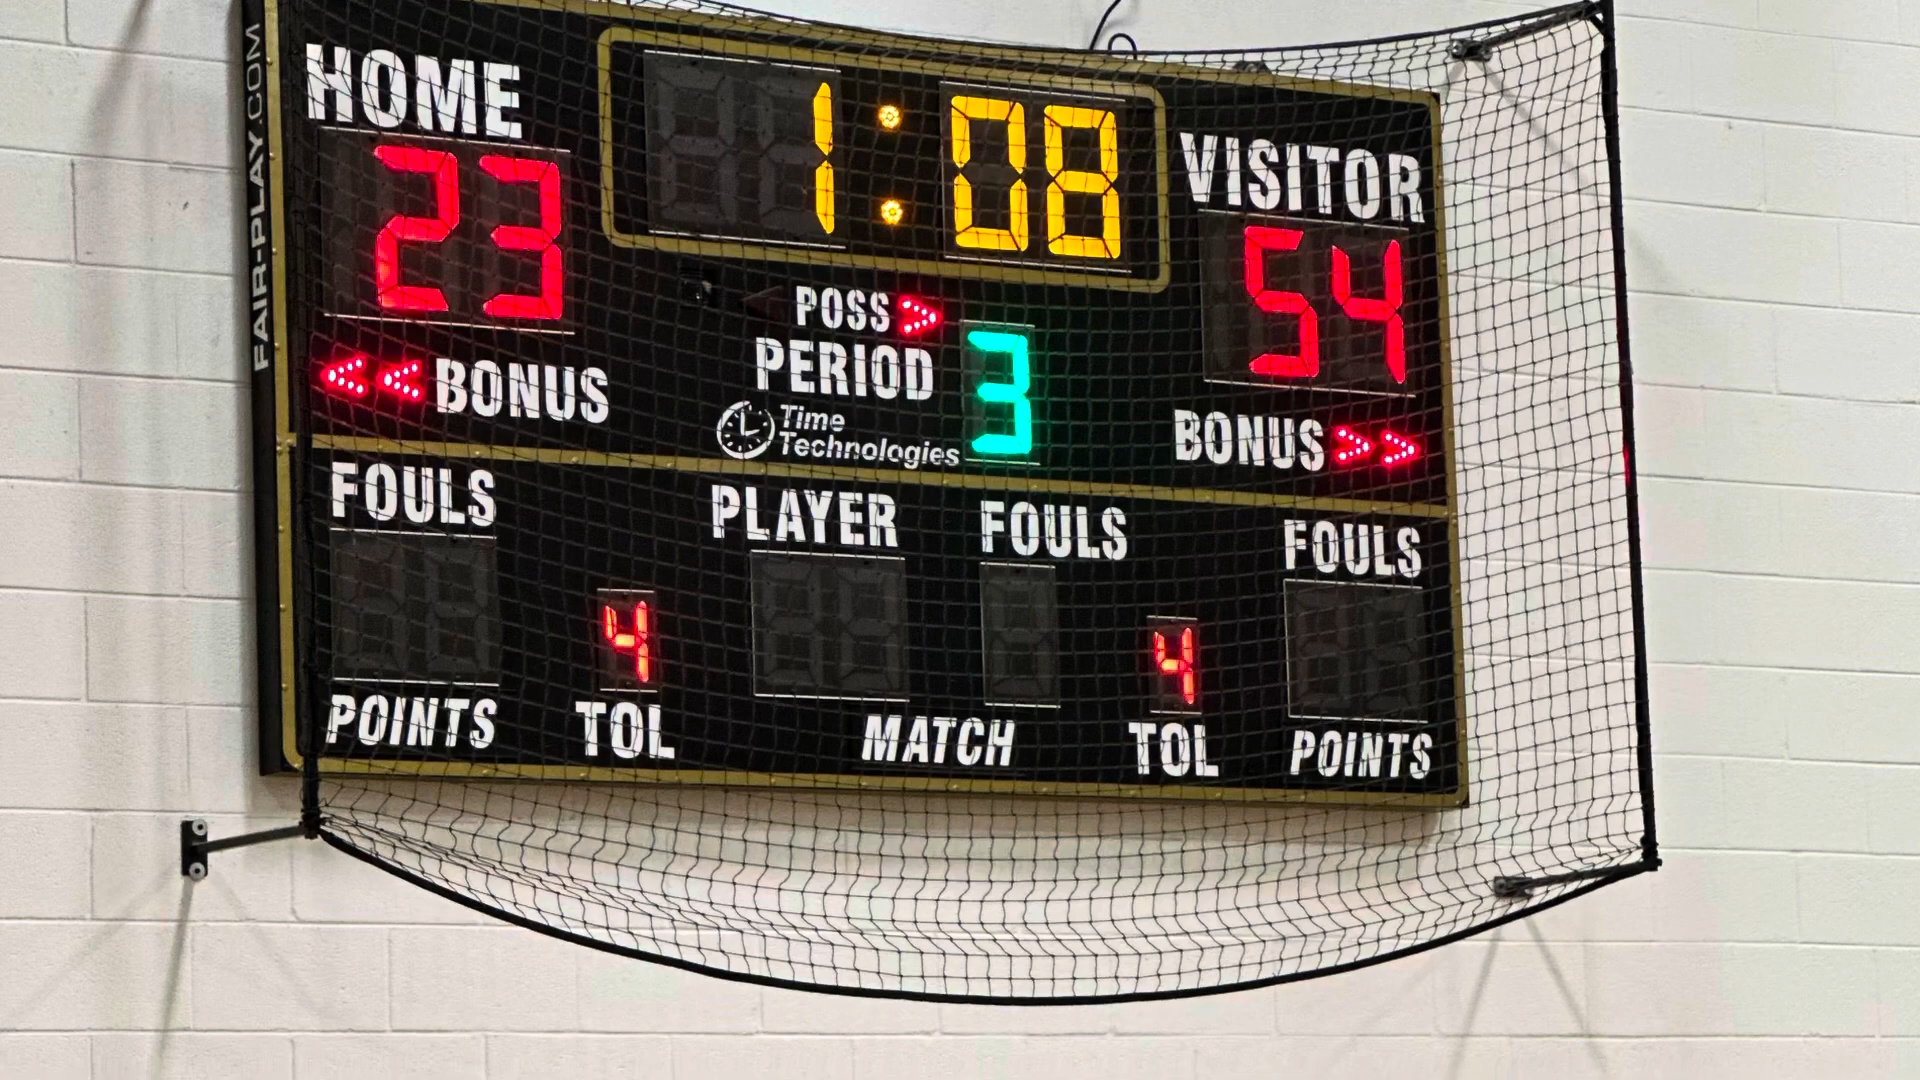 FAIR-PLAY.COM
HOME
1:08
VISITOR
23
54
POSS
PERIOD
3
BONUS
BONUS
Time
Technologies
FOULS
PLAYER
FOULS
FOULS
4
4
POINTS
TOL
MATCH
TOL
POINTS